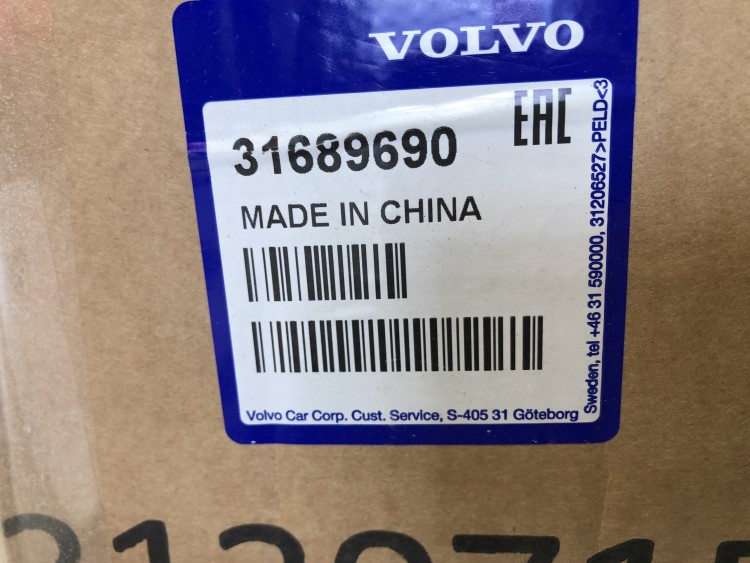 VOLVO
EAC
31689690
MADE IN CHINA
Volvo Car Corp. Cust. Service, S-405 31 Göteborg
Sweden, tel +46 31 590000, 31206527>PELD<3